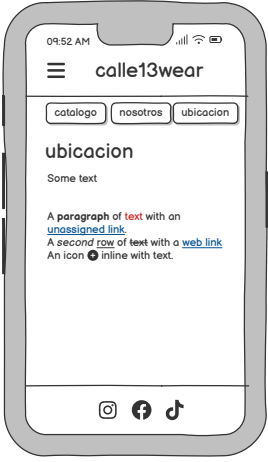 09:52 AM
calle13wear
catalogo nosotros ubicacion
ubicacion
Some text
A paragraph of text with an
unassigned link.
A second row of text with a web link
An icon inline with text.